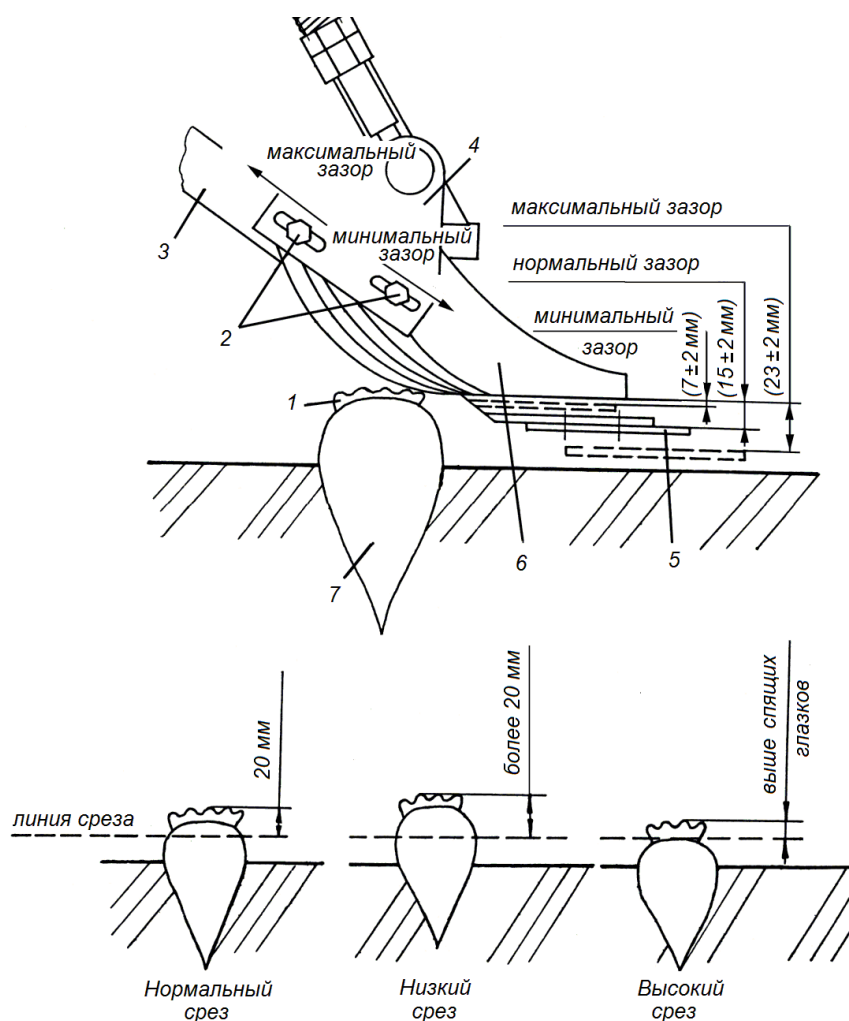 максимальный
зазор
4
максимальный зазор
3
минимальный
зазор
нормальный зазор
2
минимальный
зазор
(7±2 мм)
(15±2 мм)
(23±2 мм)
1
7
6
5
20 мм
более 20 мм
выше спящих
глазков
линия среза
Нормальный
срез
Низкий
срез
Высокий
срез